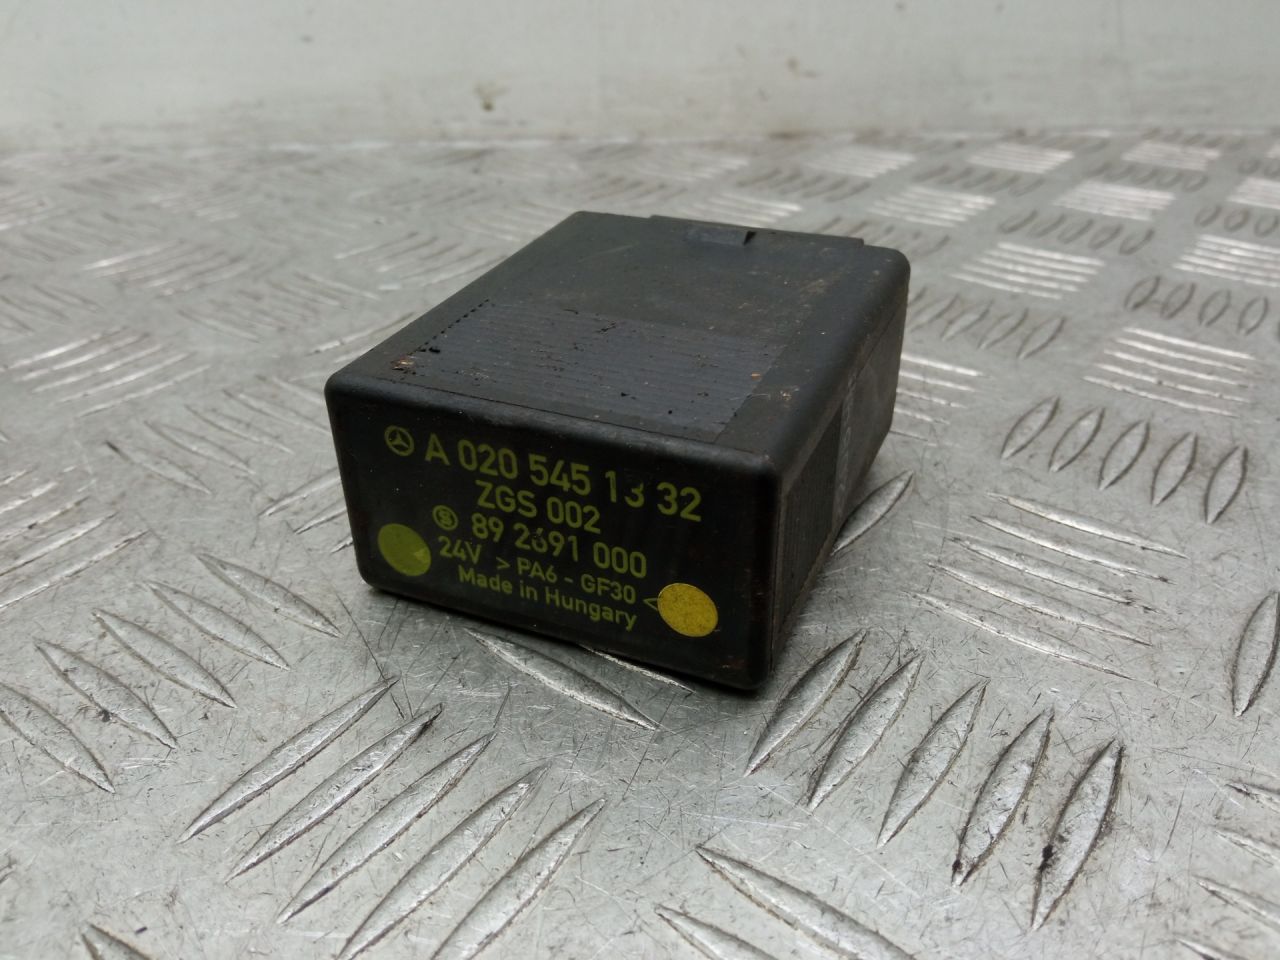 A 020 545 13 32
ZGS 002
S 89 2691 000
24V >PA6-GF30<
Made in Hungary